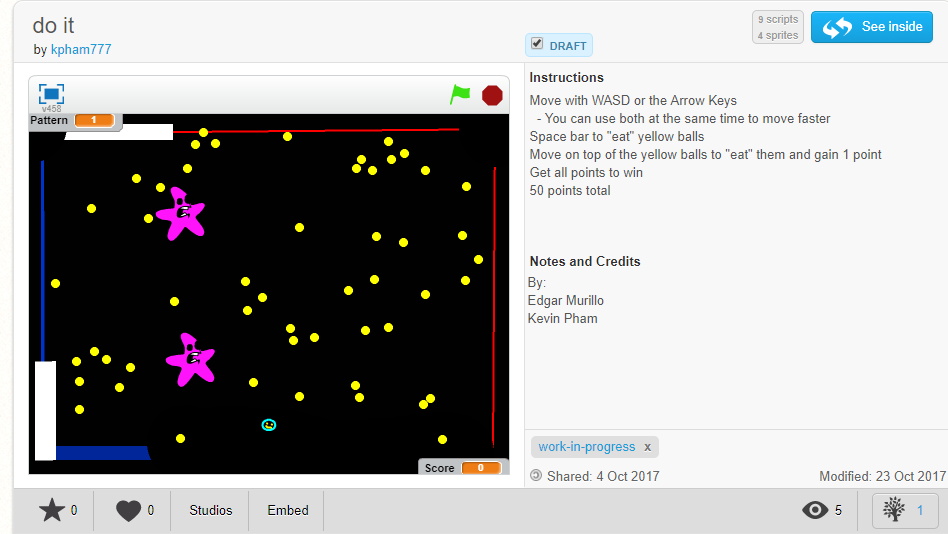 do it
by kpham777
DRAFT
9 scripts
4 sprites
See inside
v458
Pattern 1
Score 0
Instructions
Move with WASD or the Arrow Keys
- You can use both at the same time to move faster
Space bar to "eat" yellow balls
Move on top of the yellow balls to "eat" them and gain 1 point
Get all points to win
50 points total
Notes and Credits
By:
Edgar Murillo
Kevin Pham
work-in-progress x
Shared: 4 Oct 2017 Modified: 23 Oct 2017
0 0 Studios Embed 5 1